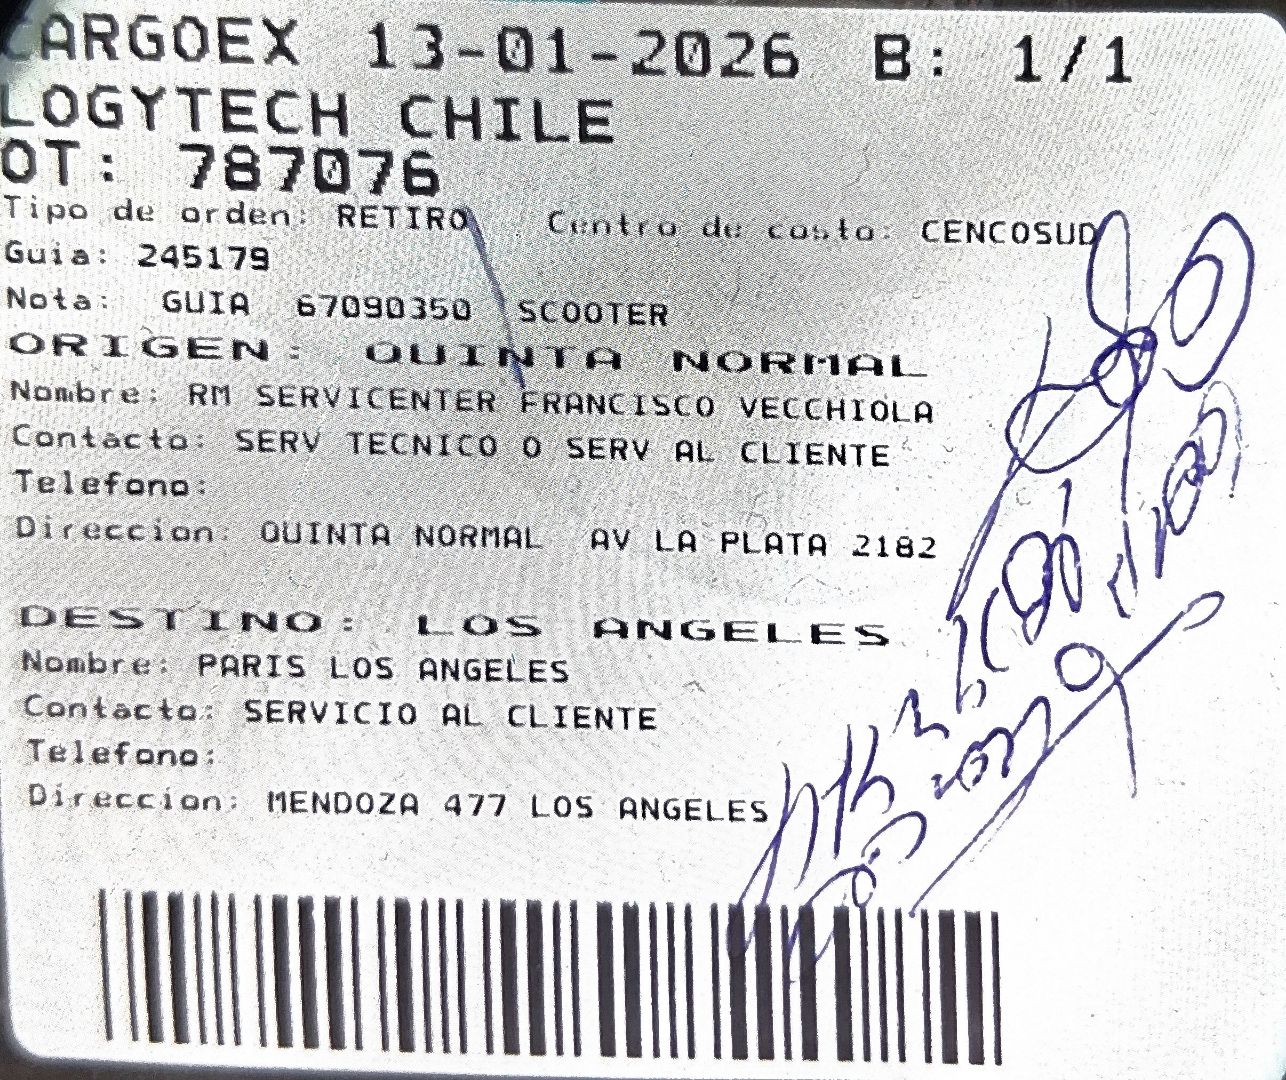 CARGOEX 13-01-2026 B: 1/1
LOGYTECH CHILE
OT: 787076
Tipo de orden: RETIRO Centro de costo: CENCOSUD
Guia: 245179
Nota: GUIA 67090350 SCOOTER
ORIGEN: QUINTA NORMAL
Nombre: RM SERVICENTER FRANCISCO VECCHIOLA
Contacto: SERV TECNICO O SERV AL CLIENTE
Telefono:
Direccion: QUINTA NORMAL AV LA PLATA 2182
DESTINO: LOS ANGELES
Nombre: PARIS LOS ANGELES
Contacto: SERVICIO AL CLIENTE
Telefono:
Direccion: MENDOZA 477 LOS ANGELES